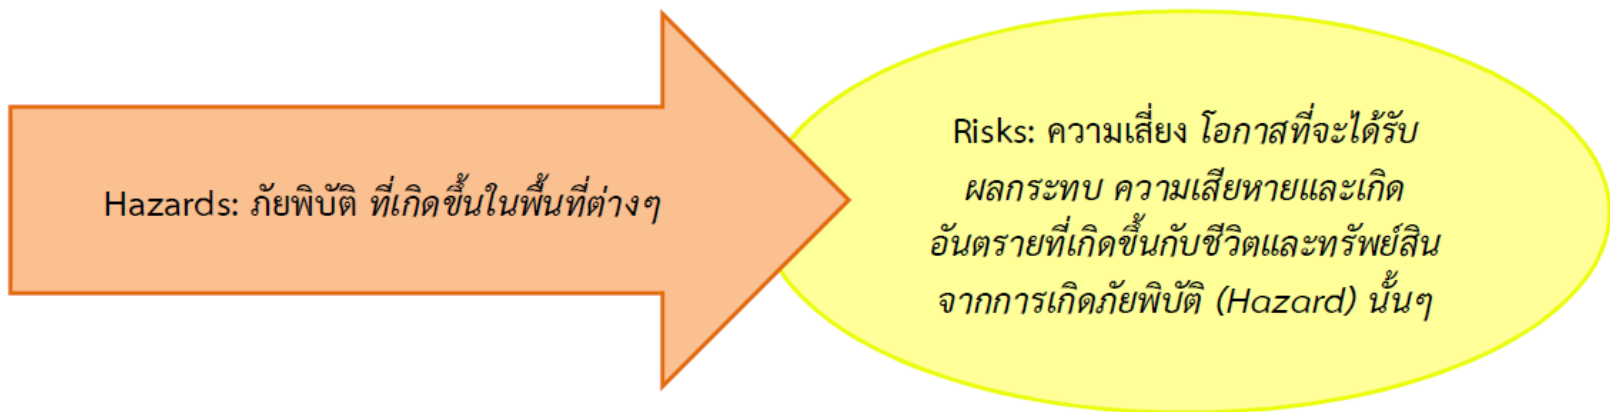 Hazards: ภัยพิบัติ ที่เกิดขึ้นในพื้นที่ต่างๆ
Risks: ความเสี่ยง โอกาสที่จะได้รับ
ผลกระทบ ความเสียหายและเกิด
อันตรายที่เกิดขึ้นกับชีวิตและทรัพย์สิน
จากการเกิดภัยพิบัติ (Hazard) นั้นๆ